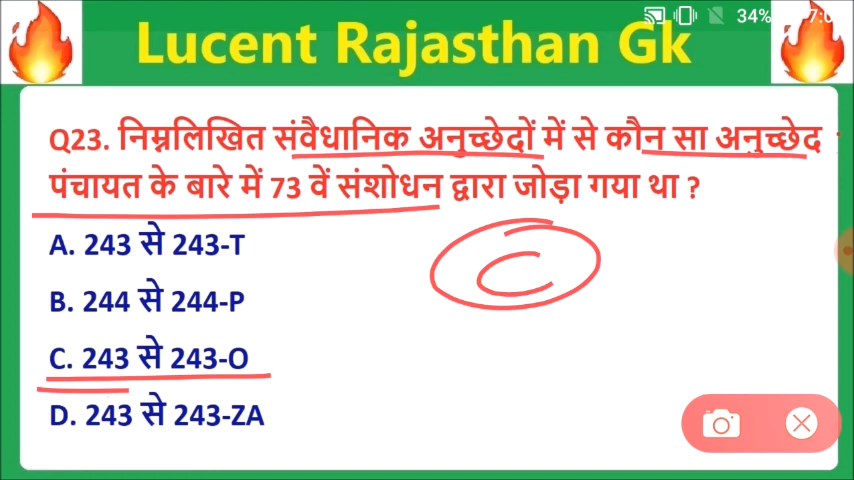 34%
Lucent Rajasthan Gk
Q23. निम्नलिखित संवैधानिक अनुच्छेदों में से कौन सा अनुच्छेद
पंचायत के बारे में 73 वें संशोधन द्वारा जोड़ा गया था ?
A. 243 से 243-T
C
B. 244 से 244-P
C. 243 से 243-O
D. 243 से 243-ZA